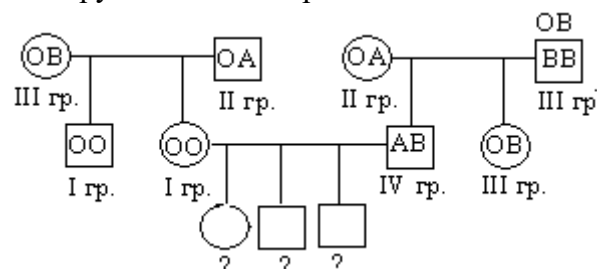 OB
OB OA OA BB
III гр. II гр. II гр. III гр
OO OO AB OB
I гр. I гр. IV гр. III гр.
? ? ?